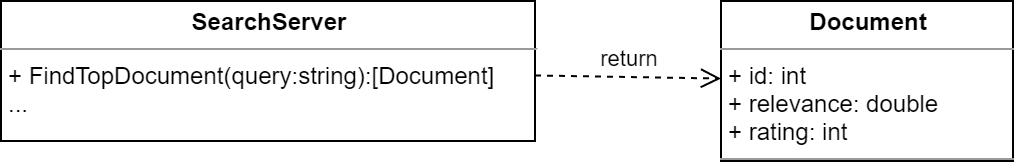 SearchServer
+ FindTopDocument(query:string):[Document]
...
return
Document
+ id: int
+ relevance: double
+ rating: int